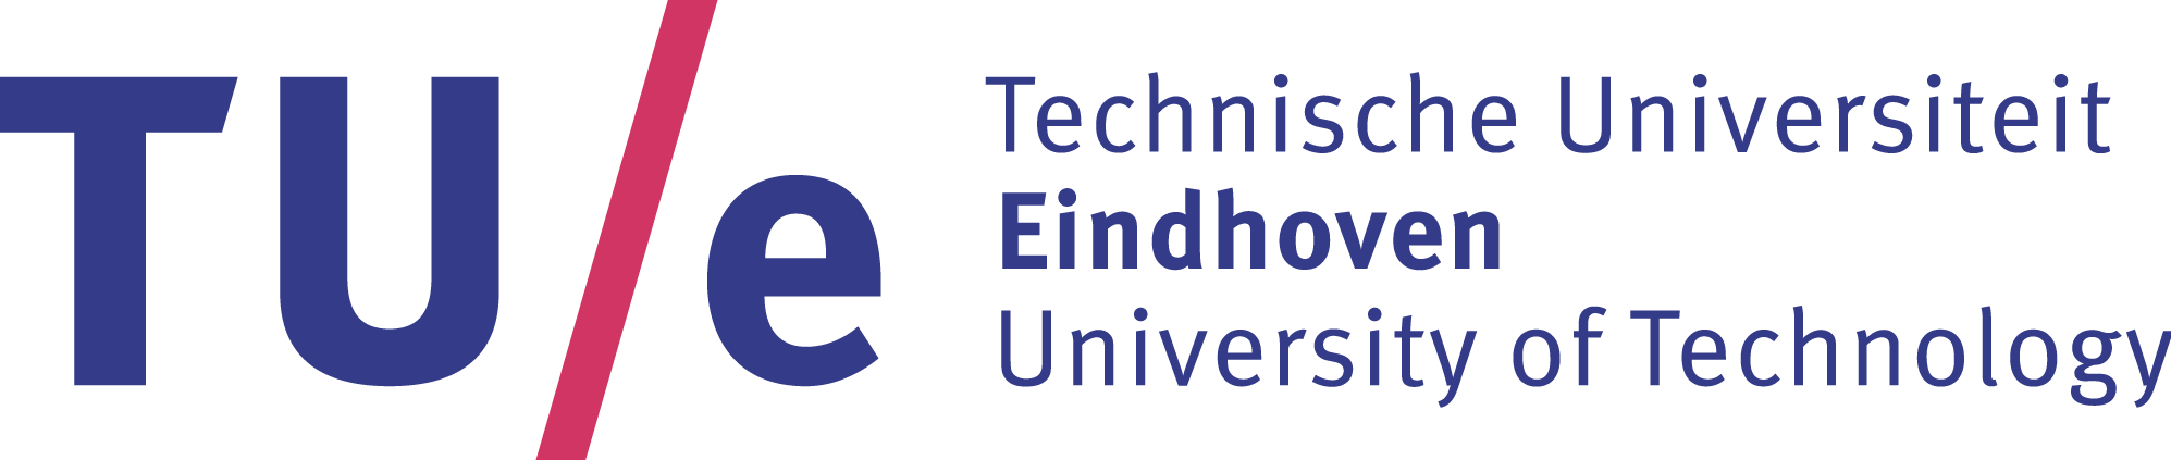 TU/e
Technische Universiteit
Eindhoven
University of Technology